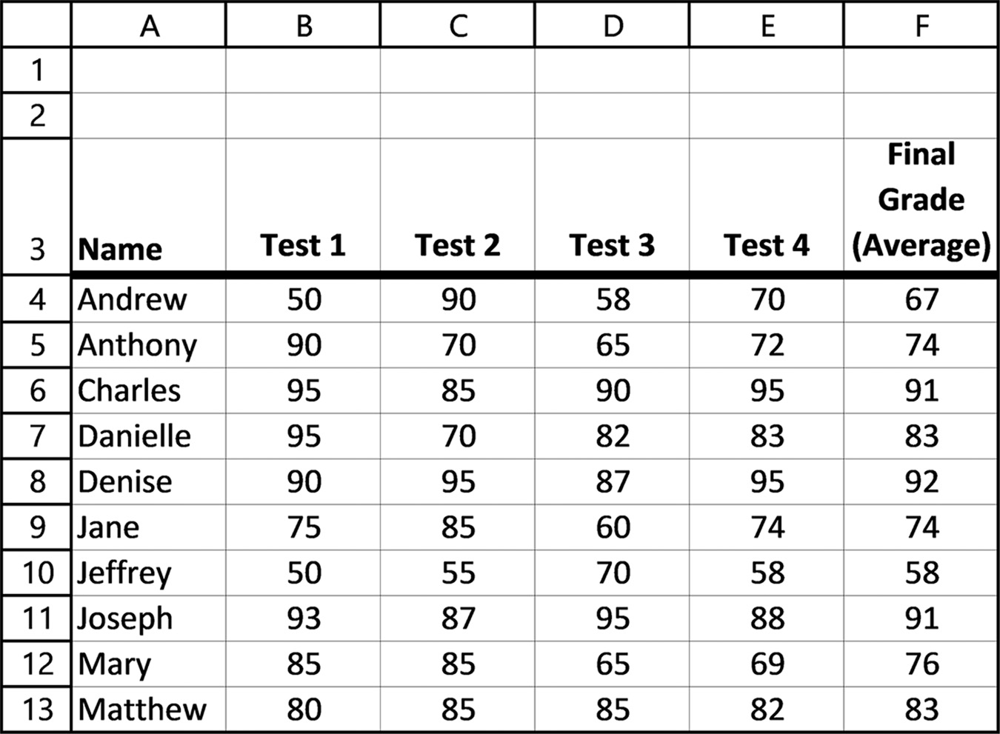 A B C D E F
1
2
Final
Grade
3 Name Test 1 Test 2 Test 3 Test 4 (Average)
4 Andrew 50 90 58 70 67
5 Anthony 90 70 65 72 74
6 Charles 95 85 90 95 91
7 Danielle 95 70 82 83 83
8 Denise 90 95 87 95 92
9 Jane 75 85 60 74 74
10 Jeffrey 50 55 70 58 58
11 Joseph 93 87 95 88 91
12 Mary 85 85 65 69 76
13 Matthew 80 85 85 82 83